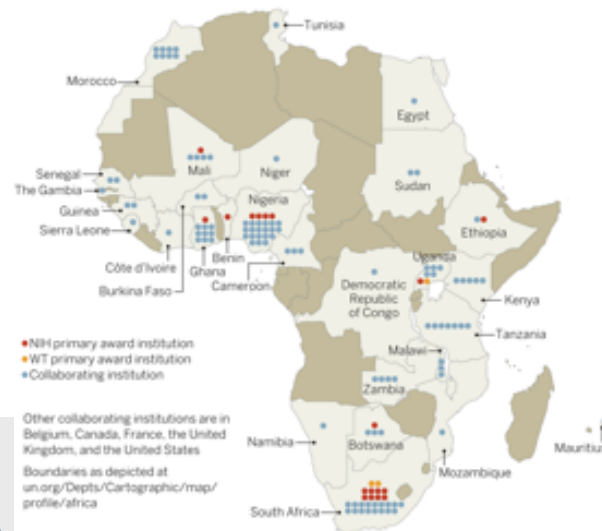 Tunisia
Morocco
Egypt
Mali
Niger
Senegal
The Gambia
Sudan
Nigeria
Guinea
Sierra Leone
Ethiopia
Benin
Uganda
Côte d'Ivoire
Ghana
Burkina Faso
Cameroon
Democratic
Republic
of Congo
Kenya
Tanzania
NIH primary award institution
WT primary award institution
Collaborating institution
Malawi
Zambia
Other collaborating institutions are in
Belgium, Canada, France, the United
Kingdom, and the United States
Namibia
Botswana
Mauritiu
Mozambique
Boundaries as depicted at
un.org/Depts/Cartographic/map/
profile/africa
South Africa